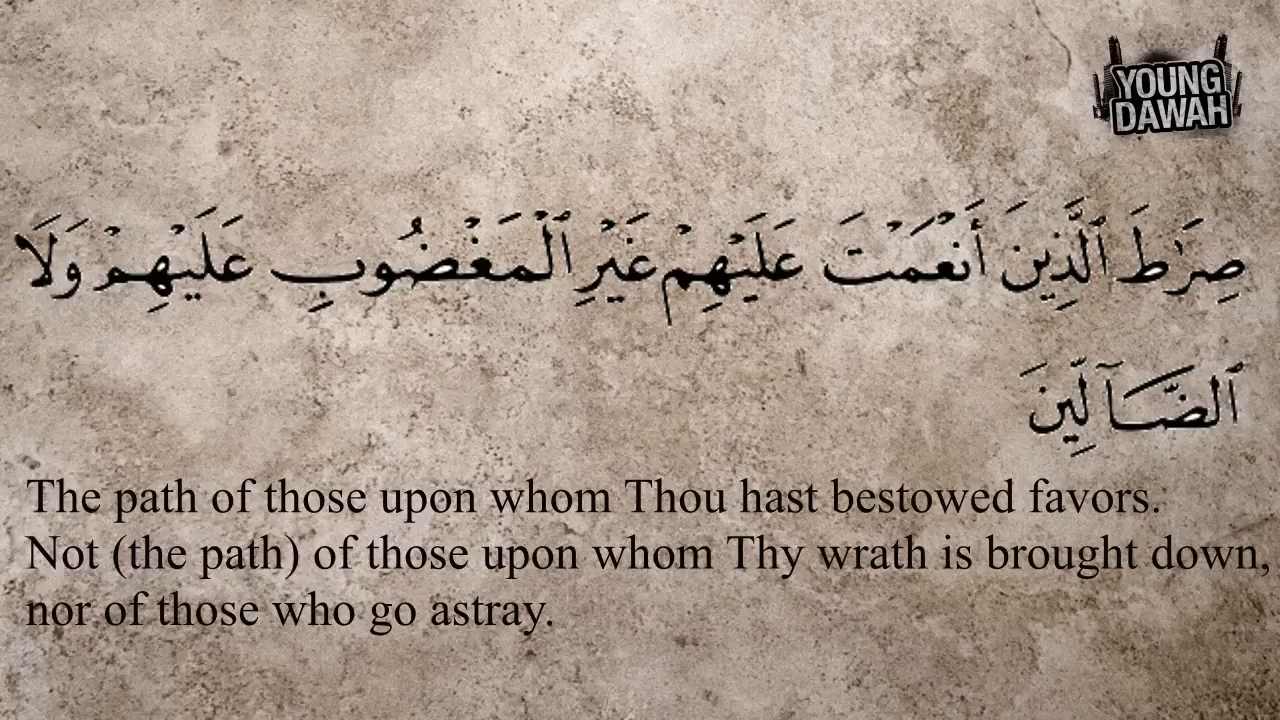 YOUNG
DAWAH
صِرَٰطَ ٱلَّذِينَ أَنْعَمْتَ عَلَيْهِمْ غَيْرِ ٱلْمَغْضُوبِ عَلَيْهِمْ وَلَا
ٱلضَّآلِّينَ
The path of those upon whom Thou hast bestowed favors.
Not (the path) of those upon whom Thy wrath is brought down,
nor of those who go astray.